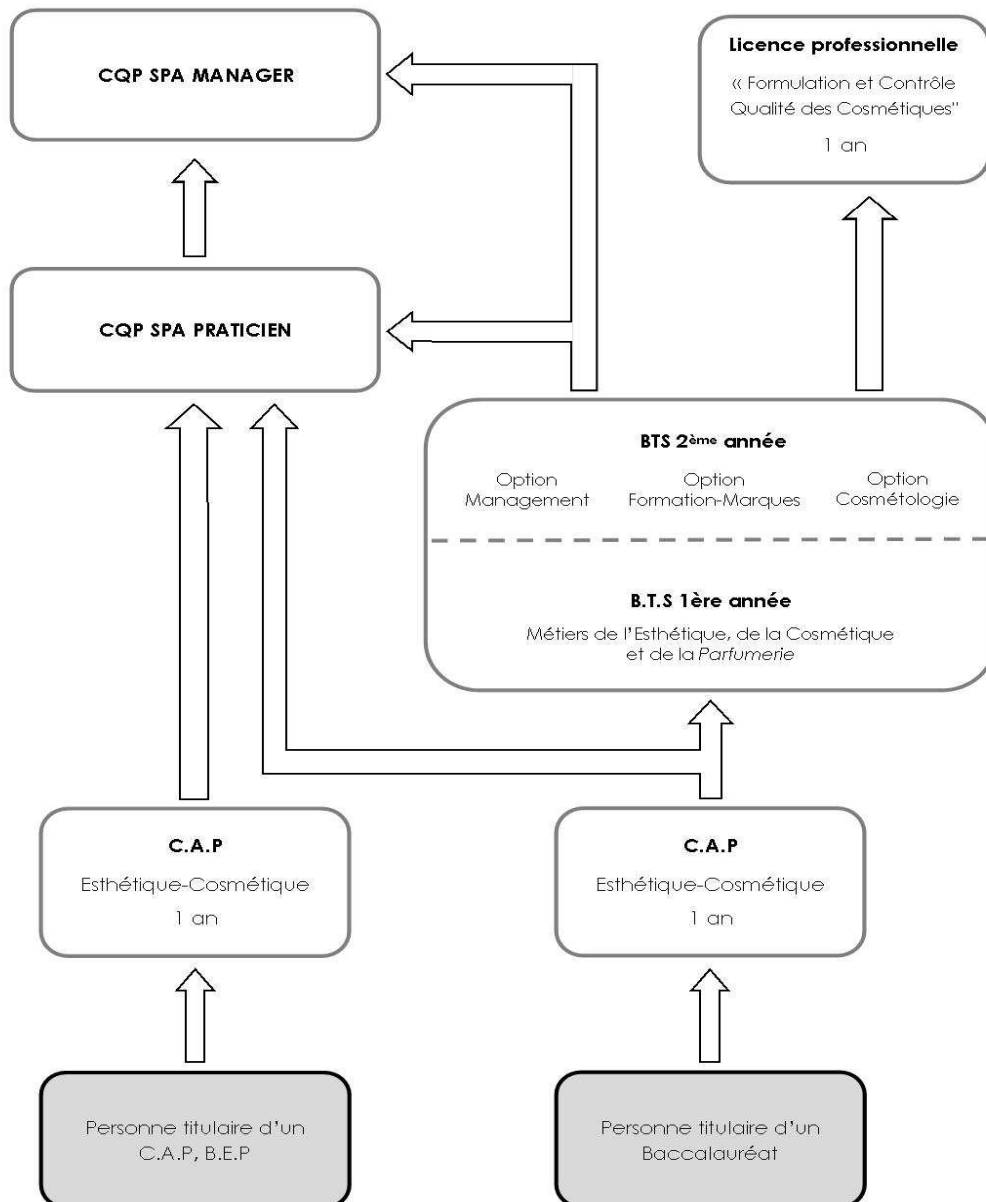 CQP SPA MANAGER
Licence professionnelle
« Formulation et Contrôle
Qualité des Cosmétiques"
1 an
CQP SPA PRATICIEN
BTS 2ème année
Option
Management
Option
Formation-Marques
Option
Cosmétologie
B.T.S 1ère année
Métiers de l'Esthétique, de la Cosmétique
et de la Parfumerie
C.A.P
Esthétique-Cosmétique
1 an
C.A.P
Esthétique-Cosmétique
1 an
Personne titulaire d'un
C.A.P, B.E.P
Personne titulaire d'un
Baccalauréat